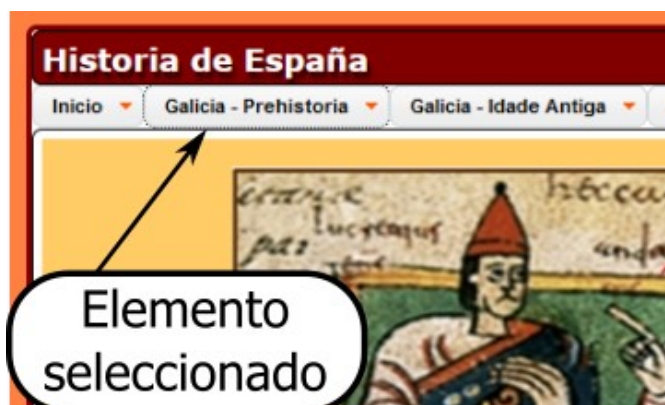 Historia de España
Inicio Galicia - Prehistoria Galicia - Idade Antiga
Elemento
seleccionado